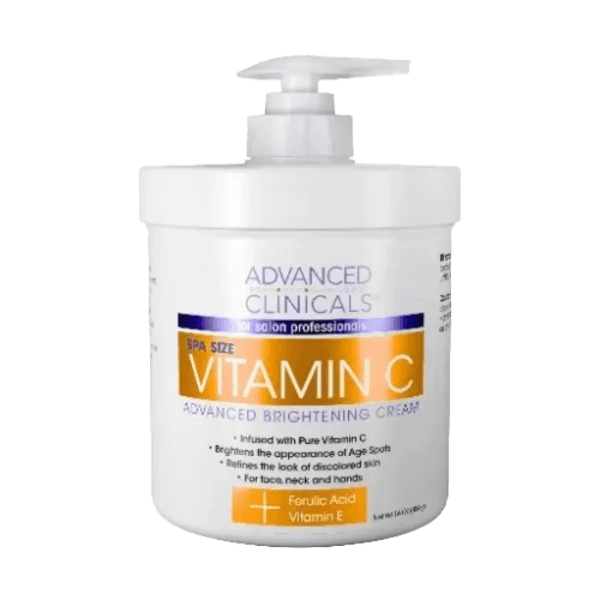 ADVANCED
CLINICALS®
for salon professionals
SPA SIZE
VITAMIN C
ADVANCED BRIGHTENING CREAM
• Infused with Pure Vitamin C
• Brightens the appearance of Age Spots
• Refines the look of discolored skin
• For face, neck and hands
+ Ferulic Acid
Vitamin E